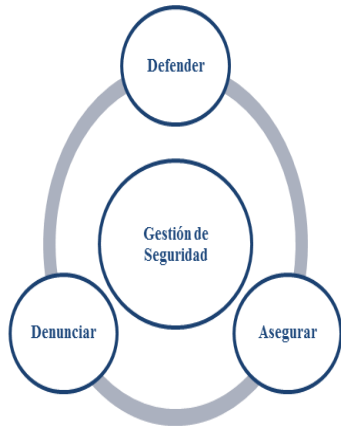 Defender
Gestión de
Seguridad
Denunciar
Asegurar